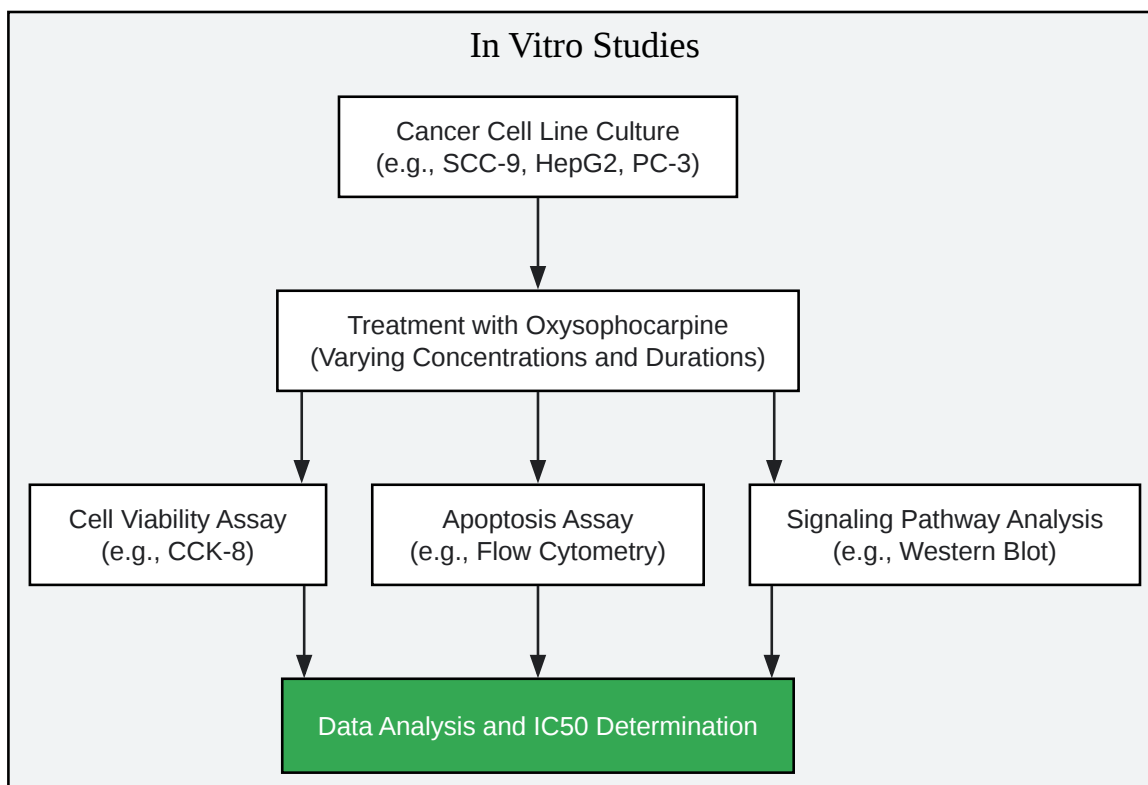 In Vitro Studies
Cancer Cell Line Culture
(e.g., SCC-9, HepG2, PC-3)
Treatment with Oxysophocarpine
(Varying Concentrations and Durations)
Cell Viability Assay
(e.g., CCK-8)
Apoptosis Assay
(e.g., Flow Cytometry)
Signaling Pathway Analysis
(e.g., Western Blot)
Data Analysis and IC50 Determination